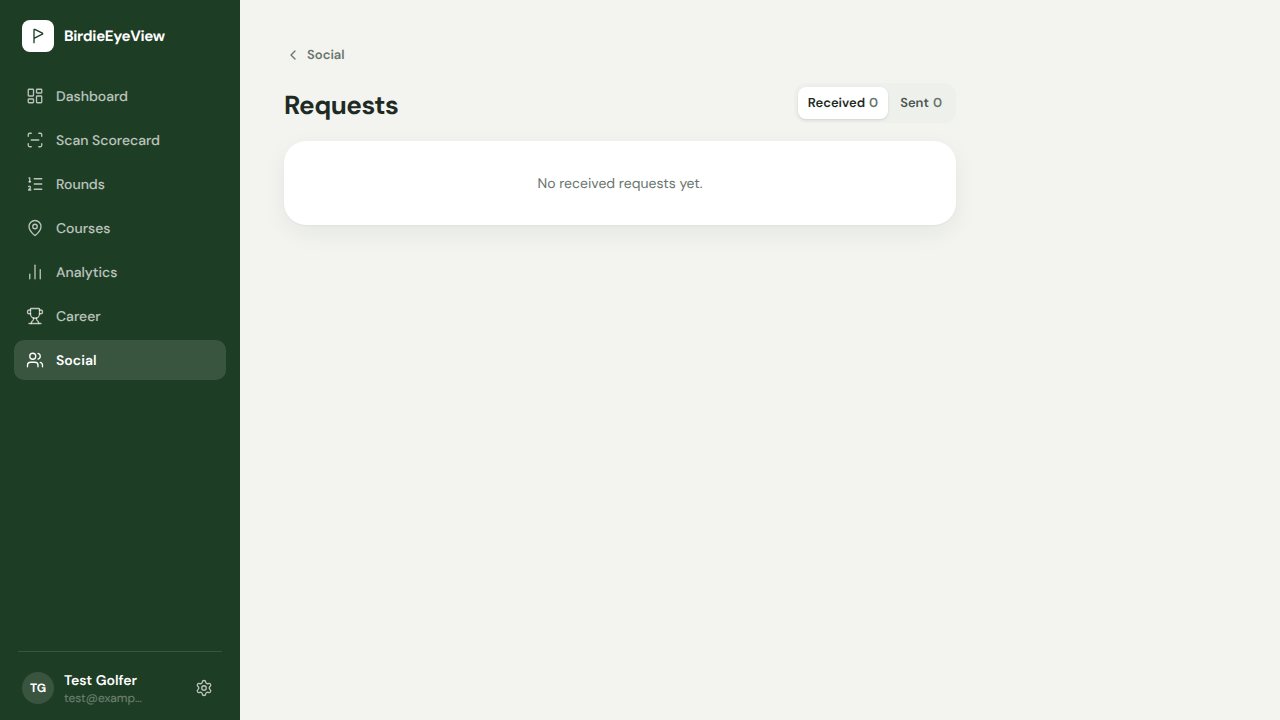 BirdieEyeView
Dashboard
Scan Scorecard
Rounds
Courses
Analytics
Career
Social
TG
Test Golfer
test@examp...
Social
Requests
Received 0
Sent 0
No received requests yet.